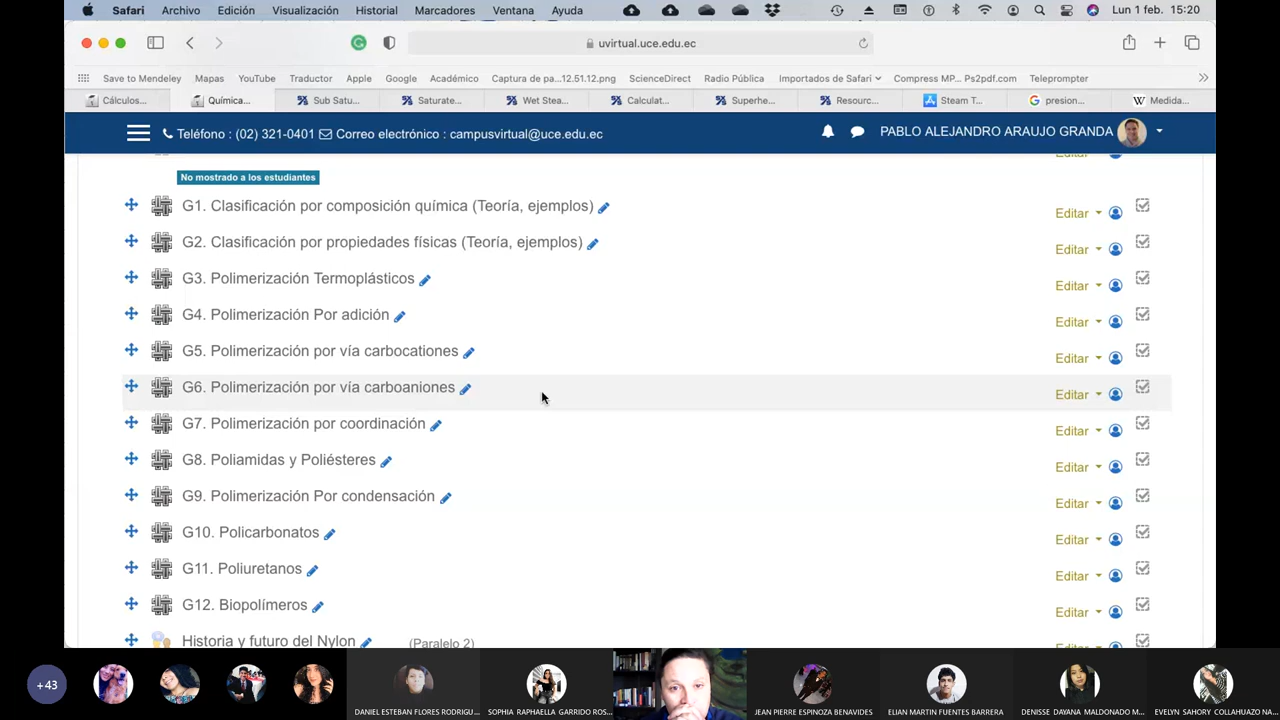 Safari Archivo Edición Visualización Historial Marcadores Ventana Ayuda Lun 1 feb. 15:20
uvirtual.uce.edu.ec
Save to Mendeley Mapas YouTube Traductor Apple Google Académico Captura de pa...12.51.12.png ScienceDirect Radio Pública Importados de Safari Compress MP... Ps2pdf.com Teleprompter
Cálculos... Química... Sub Satu... Saturate... Wet Stea... Calculat... Superhe... Resourc... Steam T... presion... Medida...
Teléfono : (02) 321-0401 Correo electrónico : campusvirtual@uce.edu.ec PABLO ALEJANDRO ARAUJO GRANDA
Editar
No mostrado a los estudiantes
G1. Clasificación por composición química (Teoría, ejemplos) Editar
G2. Clasificación por propiedades físicas (Teoría, ejemplos) Editar
G3. Polimerización Termoplásticos Editar
G4. Polimerización Por adición Editar
G5. Polimerización por vía carbocationes Editar
G6. Polimerización por vía carboaniones Editar
G7. Polimerización por coordinación Editar
G8. Poliamidas y Poliésteres Editar
G9. Polimerización Por condensación Editar
G10. Policarbonatos Editar
G11. Poliuretanos Editar
G12. Biopolímeros Editar
Historia y futuro del Nylon (Paralelo 2) Editar
+43
DANIEL ESTEBAN FLORES RODRIGU... SOPHIA RAPHAELLA GARRIDO ROS... JEAN PIERRE ESPINOZA BENAVIDES ELIAN MARTIN FUENTES BARRERA DENISSE DAYANA MALDONADO M... EVELYN SAHORY COLLAHUAZO NA...